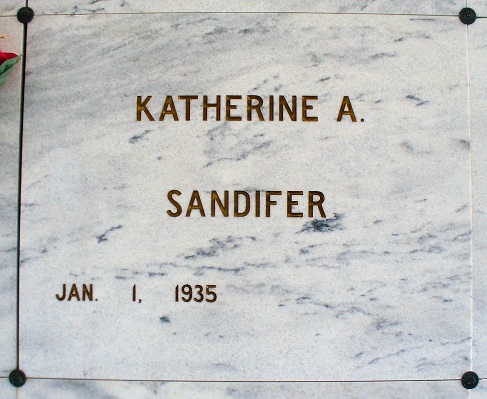 KATHERINE A.
SANDIFER
JAN. 1, 1935